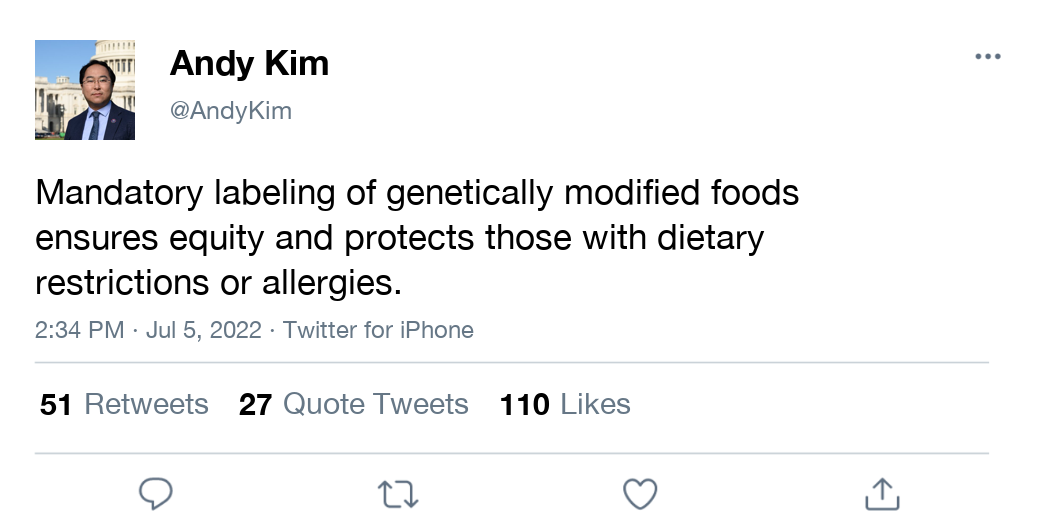 Andy Kim
@AndyKim
Mandatory labeling of genetically modified foods
ensures equity and protects those with dietary
restrictions or allergies.
2:34 PM · Jul 5, 2022 · Twitter for iPhone
51 Retweets 27 Quote Tweets 110 Likes